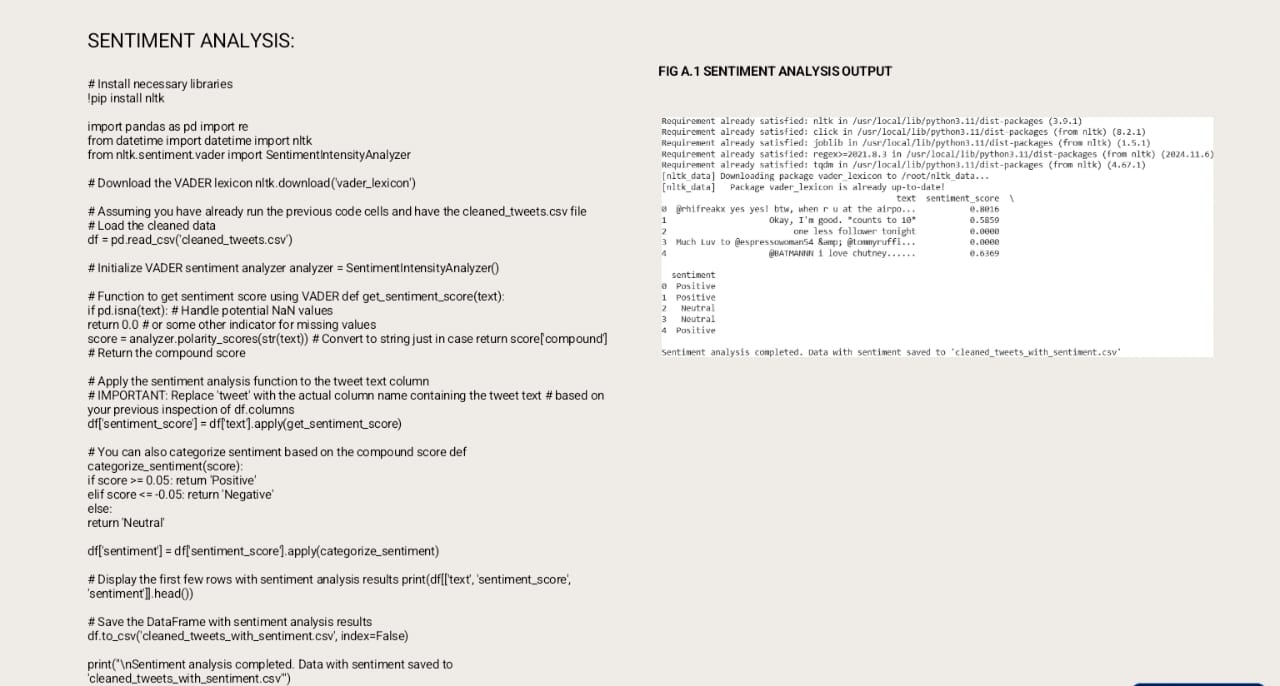 SENTIMENT ANALYSIS:
# Install necessary libraries
!pip install nltk
import pandas as pd import re
from datetime import datetime import nltk
from nltk.sentiment.vader import SentimentIntensityAnalyzer
# Download the VADER lexicon nltk.download('vader_lexicon')
# Assuming you have already run the previous code cells and have the cleaned_tweets.csv file
# Load the cleaned data
df = pd.read_csv('cleaned_tweets.csv')
# Initialize VADER sentiment analyzer analyzer = SentimentIntensityAnalyzer()
# Function to get sentiment score using VADER def get_sentiment_score(text):
if pd.isna(text): # Handle potential NaN values
return 0.0 # or some other indicator for missing values
score = analyzer.polarity_scores(str(text)) # Convert to string just in case return score['compound']
# Return the compound score
# Apply the sentiment analysis function to the tweet text column
# IMPORTANT: Replace 'tweet' with the actual column name containing the tweet text # based on
your previous inspection of df.columns
df['sentiment_score'] = df['text'].apply(get_sentiment_score)
# You can also categorize sentiment based on the compound score def
categorize_sentiment(score):
if score >= 0.05: return 'Positive'
elif score <= -0.05: return 'Negative'
else:
return 'Neutral'
df['sentiment'] = df['sentiment_score'].apply(categorize_sentiment)
# Display the first few rows with sentiment analysis results print(df[['text', 'sentiment_score',
'sentiment']].head())
# Save the DataFrame with sentiment analysis results
df.to_csv('cleaned_tweets_with_sentiment.csv', index=False)
print("\nSentiment analysis completed. Data with sentiment saved to
'cleaned_tweets_with_sentiment.csv'")
FIG A.1 SENTIMENT ANALYSIS OUTPUT
Requirement already satisfied: nltk in /usr/local/lib/python3.11/dist-packages (3.9.1)
Requirement already satisfied: click in /usr/local/lib/python3.11/dist-packages (from nltk) (8.2.1)
Requirement already satisfied: joblib in /usr/local/lib/python3.11/dist-packages (from nltk) (1.5.1)
Requirement already satisfied: regex>=2021.8.3 in /usr/local/lib/python3.11/dist-packages (from nltk) (2024.11.6)
Requirement already satisfied: tqdm in /usr/local/lib/python3.11/dist-packages (from nltk) (4.67.1)
[nltk_data] Downloading package vader_lexicon to /root/nltk_data...
[nltk_data]   Package vader_lexicon is already up-to-date!
text  sentiment_score  \
0  @rhifreakx yes yes! btw, when r u at the airpo...  0.8016
1  Okay, I'm good. *counts to 10*  0.5859
2  one less follower tonight  0.0000
3  Much Luv to @espressowoman54 &amp; @tommyruffi...  0.0000
4  @BATMANNN i love chutney......  0.6369
sentiment
0  Positive
1  Positive
2  Neutral
3  Neutral
4  Positive
Sentiment analysis completed. Data with sentiment saved to 'cleaned_tweets_with_sentiment.csv'